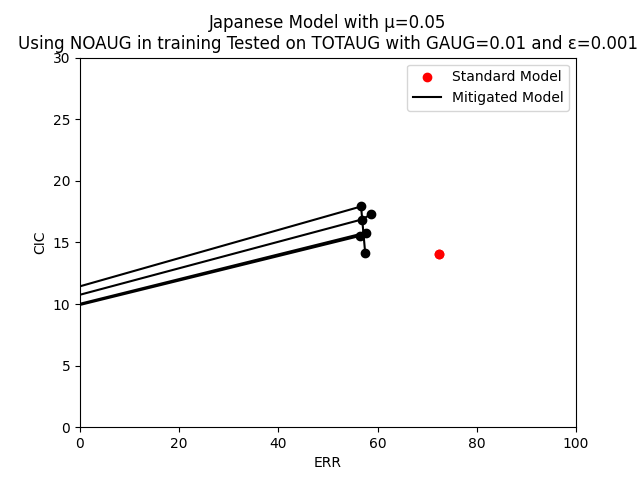 Japanese Model with μ=0.05
Using NOAUG in training Tested on TOTAUG with GAUG=0.01 and ε=0.001
30
25
20
15
10
5
0
CIC
Standard Model
Mitigated Model
0 20 40 60 80 100
ERR